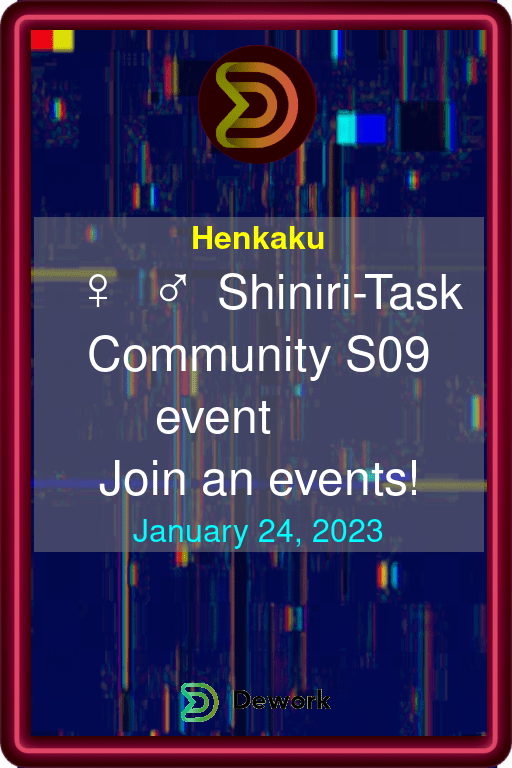 Henkaku
♀ ♂ Shiniri-Task
Community S09
event
Join an events!
January 24, 2023
Dework